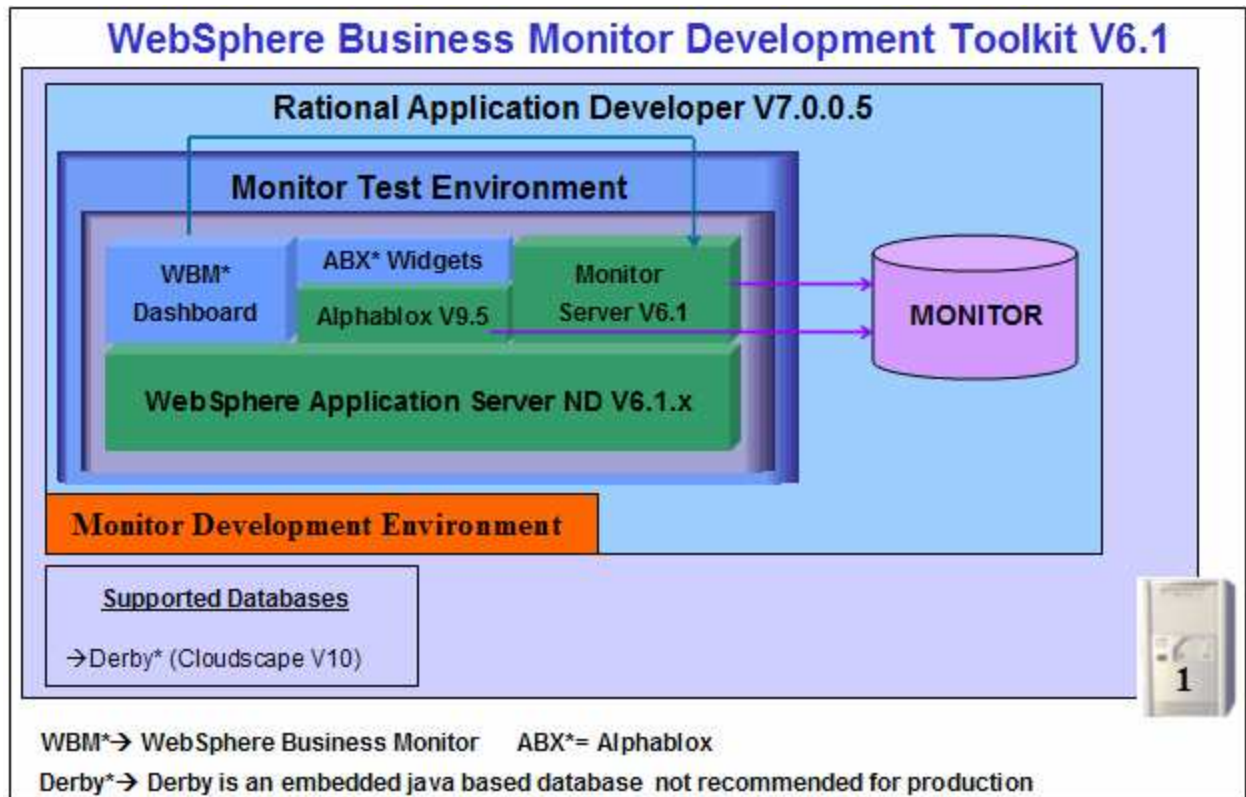 WebSphere Business Monitor Development Toolkit V6.1
Rational Application Developer V7.0.0.5
Monitor Test Environment
WBM*
Dashboard
ABX* Widgets
Alphablox V9.5
Monitor
Server V6.1
MONITOR
WebSphere Application Server ND V6.1.x
Monitor Development Environment
Supported Databases
→Derby* (Cloudscape V10)
1
WBM*→ WebSphere Business Monitor ABX*= Alphablox
Derby*→ Derby is an embedded java based database not recommended for production